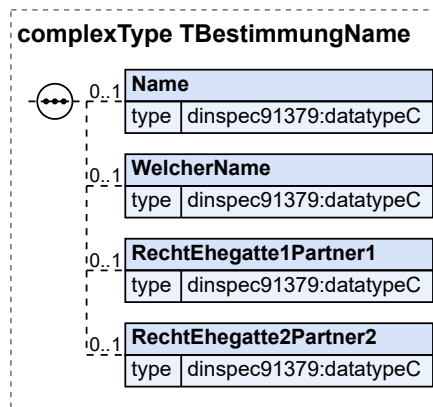 complexType TBestimmungName
0..1 Name
type dinspec91379:datatypeC
0..1 WelcherName
type dinspec91379:datatypeC
0..1 RechtEhegatte1Partner1
type dinspec91379:datatypeC
0..1 RechtEhegatte2Partner2
type dinspec91379:datatypeC